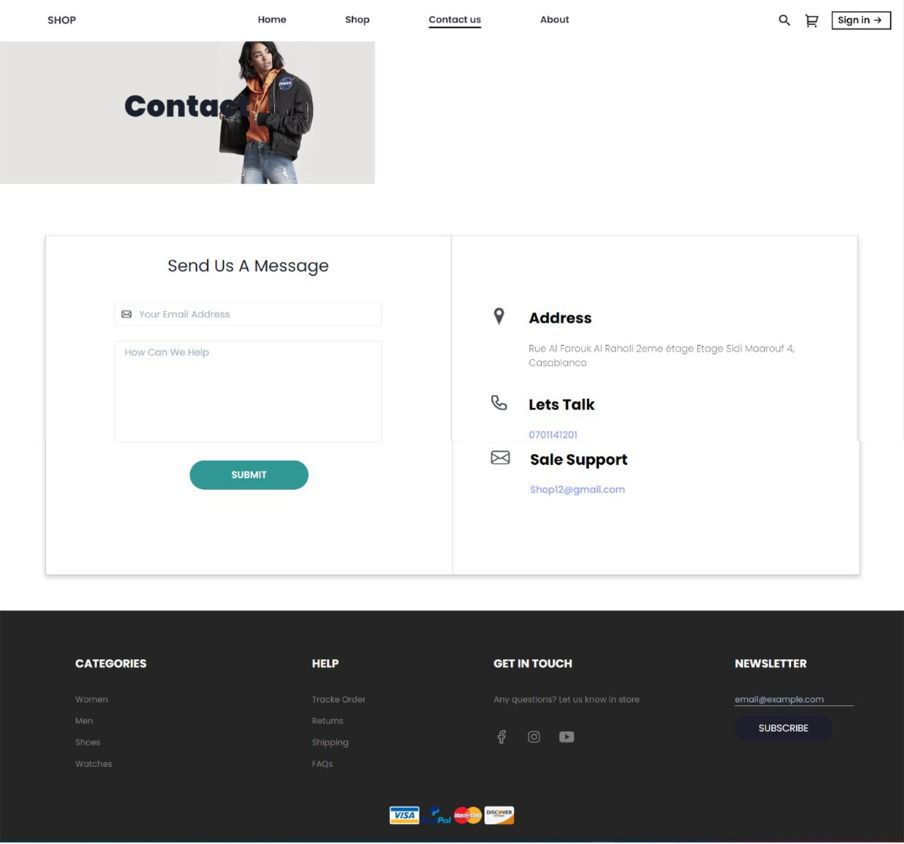 SHOP
Home
Shop
Contact us
About
Sign in →
NASA
Contac
Send Us A Message
Your Email Address
How Can We Help
SUBMIT
Address
Rue Al Farouk Al Rahali 2eme étage Etage Sidi Maarouf 4,
Casablanca
Lets Talk
0701141201
Sale Support
Shop12@gmail.com
CATEGORIES
Women
Men
Shoes
Watches
HELP
Tracke Order
Returns
Shipping
FAQs
GET IN TOUCH
Any questions? Let us know in store
NEWSLETTER
email@example.com
SUBSCRIBE
VISA
PayPal
MasterCard
DISCOVER